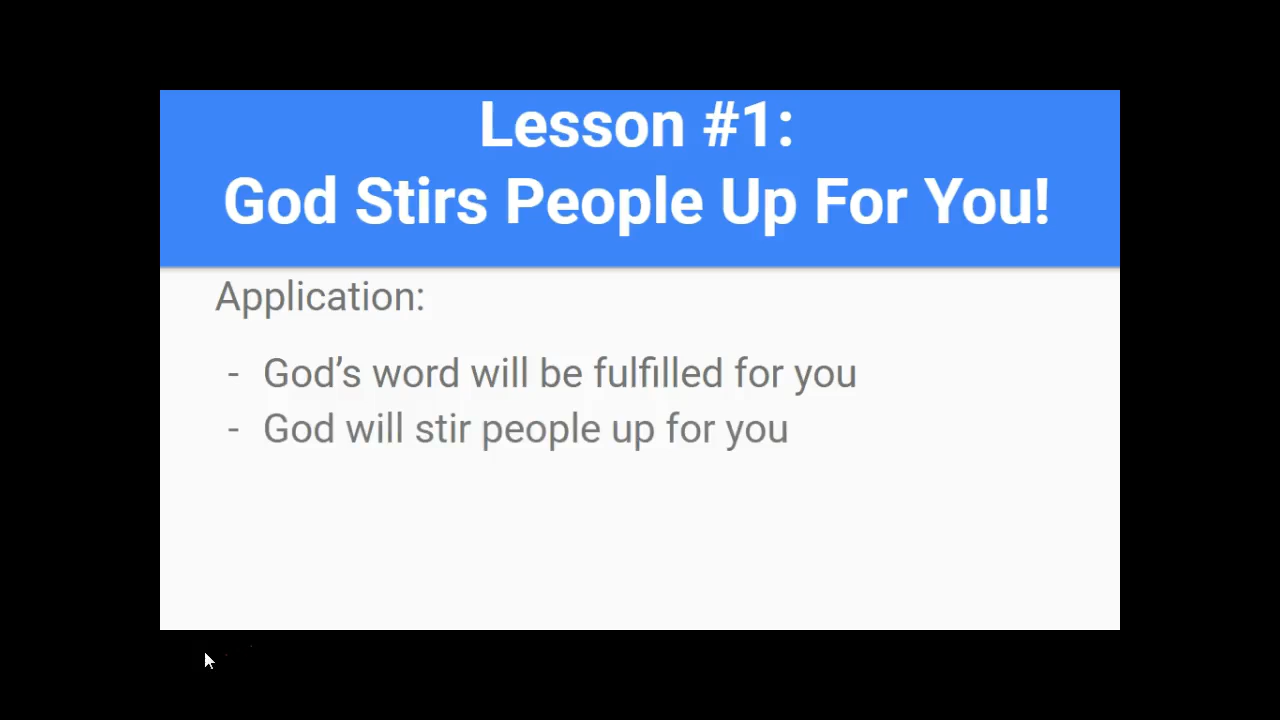 Lesson #1:
God Stirs People Up For You!
Application:
- God’s word will be fulfilled for you
- God will stir people up for you